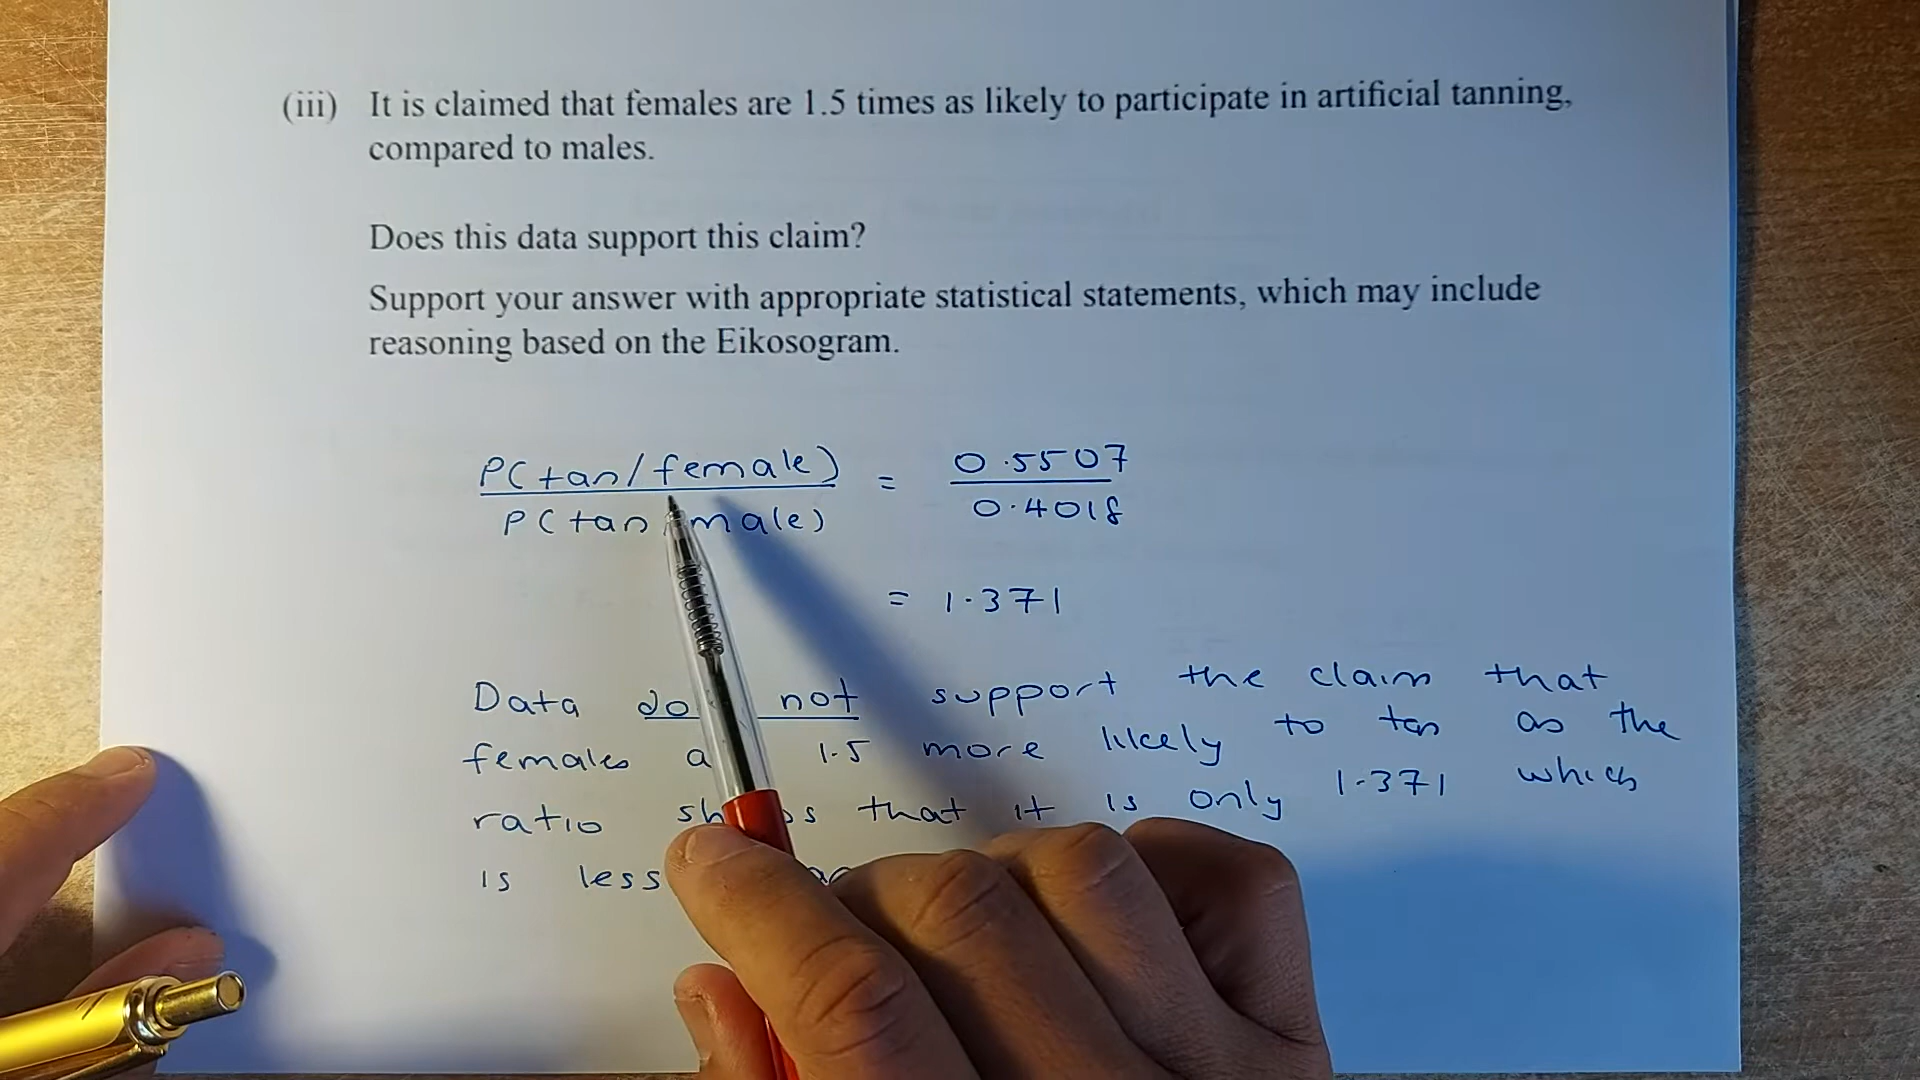 (iii) It is claimed that females are 1.5 times as likely to participate in artificial tanning,
compared to males.
Does this data support this claim?
Support your answer with appropriate statistical statements, which may include
reasoning based on the Eikosogram.
P(tan/female) = 0.5507
P(tan male) 0.4018
= 1.371
Data not support the claim that
females 1.5 more likely to tan as the
ratio that it is only 1.371 which
is less